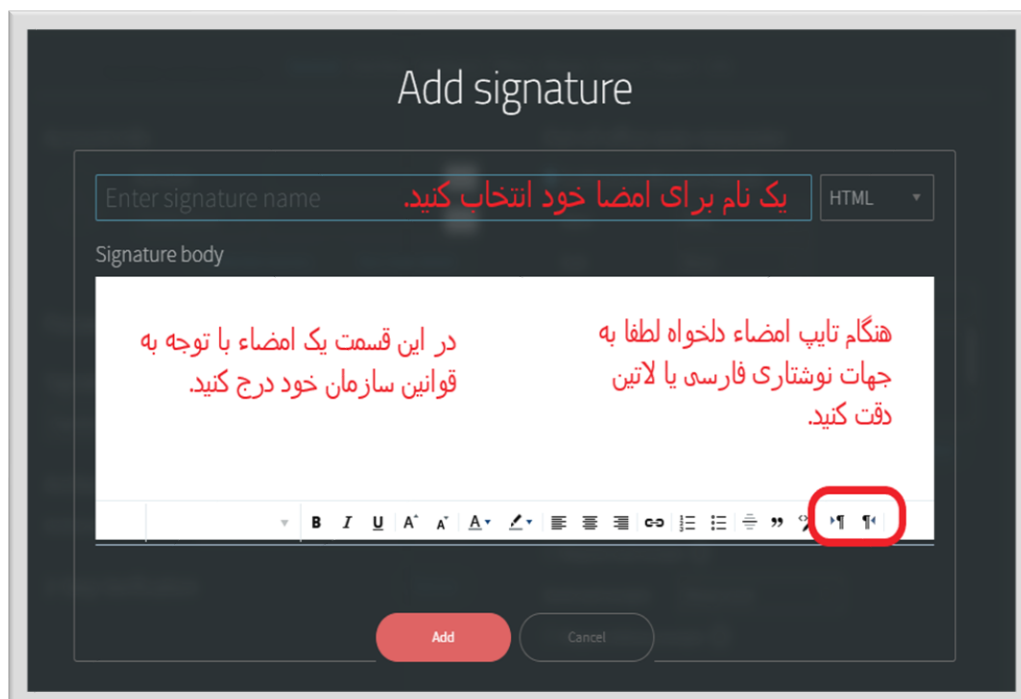 Add signature
Enter signature name
یک نام برای امضا خود انتخاب کنید.
HTML
Signature body
هنگام تایپ امضاء دلخواه لطفا به
جهات نوشتاری فارسی یا لاتین
دقت کنید.
در این قسمت یک امضاء با توجه به
قوانین سازمان خود درج کنید.
Add
Cancel